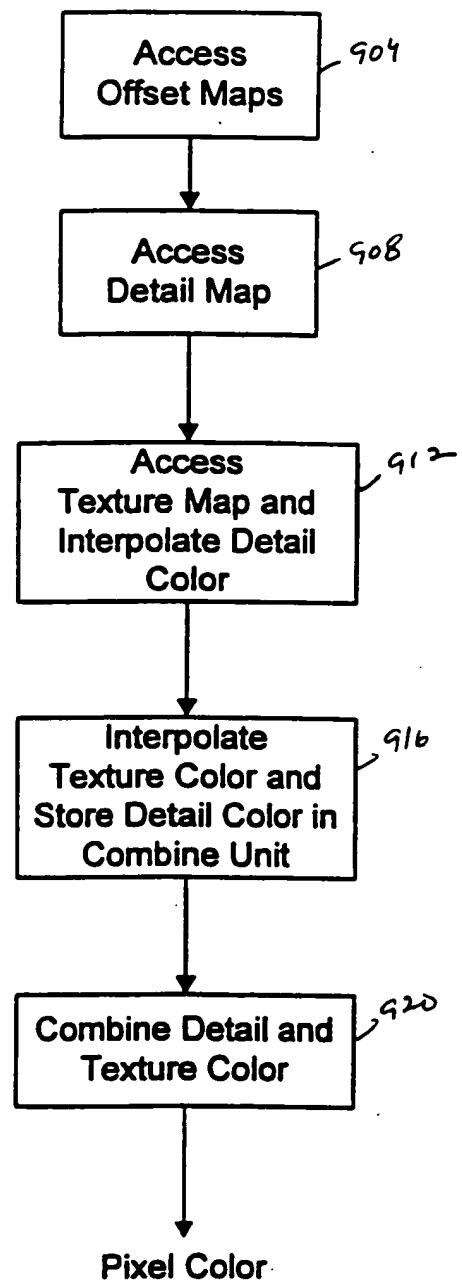 Access
Offset Maps
904
Access
Detail Map
908
Access
Texture Map and
Interpolate Detail
Color
912
Interpolate
Texture Color and
Store Detail Color in
Combine Unit
916
Combine Detail and
Texture Color
920
Pixel Color